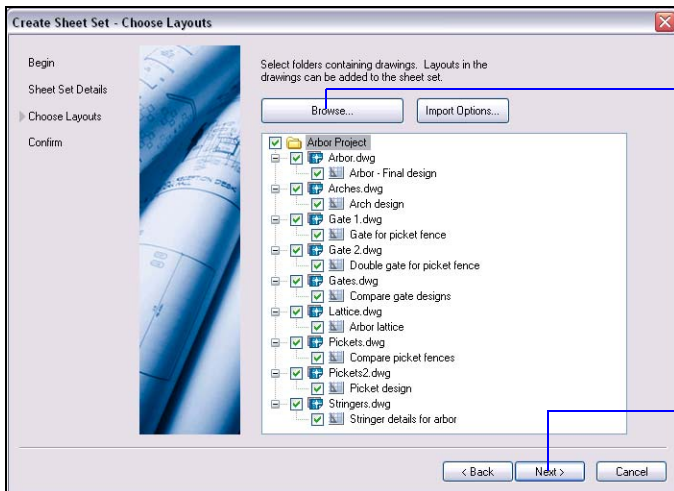 Create Sheet Set - Choose Layouts
Begin
Sheet Set Details
Choose Layouts
Confirm
Select folders containing drawings. Layouts in the
drawings can be added to the sheet set.
Browse...
Import Options...
Arbor Project
Arbor.dwg
Arbor - Final design
Arches.dwg
Arch design
Gate 1.dwg
Gate for picket fence
Gate 2.dwg
Double gate for picket fence
Gates.dwg
Compare gate designs
Lattice.dwg
Arbor lattice
Pickets.dwg
Compare picket fences
Pickets2.dwg
Picket design
Stringers.dwg
Stringer details for arbor
< Back
Next >
Cancel